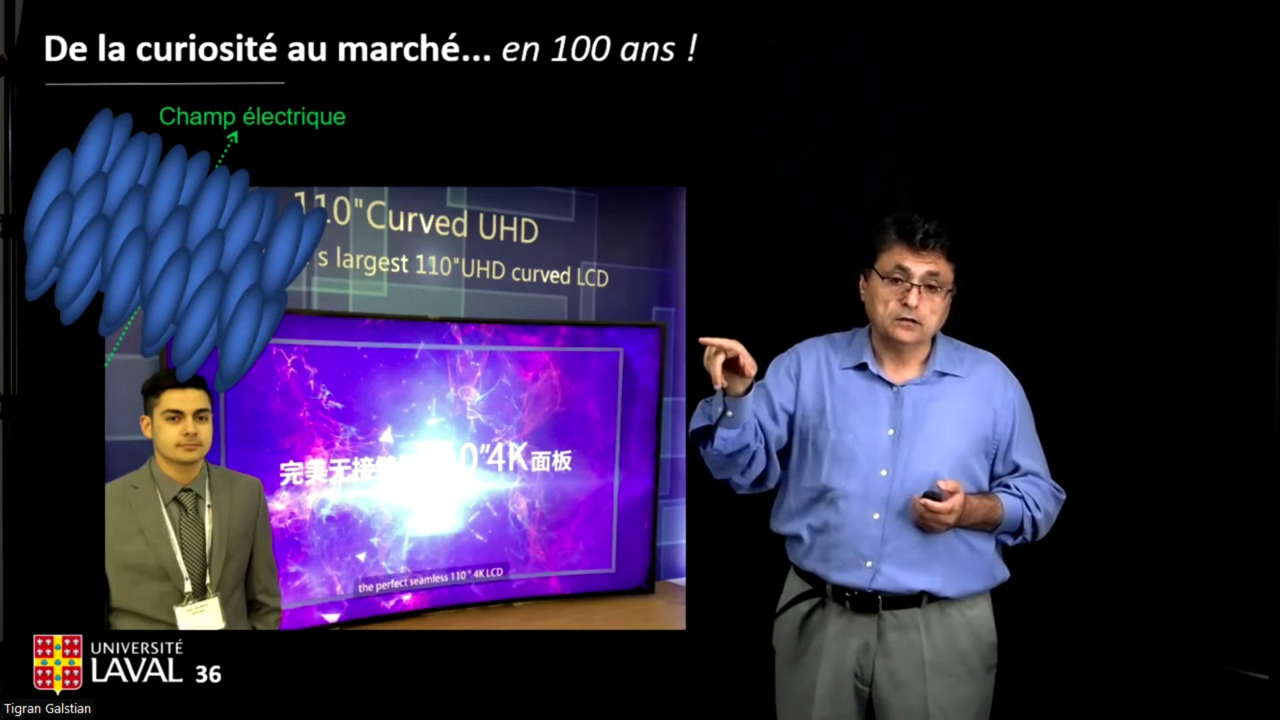 De la curiosité au marché... en 100 ans !
Champ électrique
110"Curved UHD
s largest 110"UHD curved LCD
完美无接 0"4K面板
the perfect seamless 110" 4K LCD
UNIVERSITÉ
LAVAL 36
Tigran Galstian